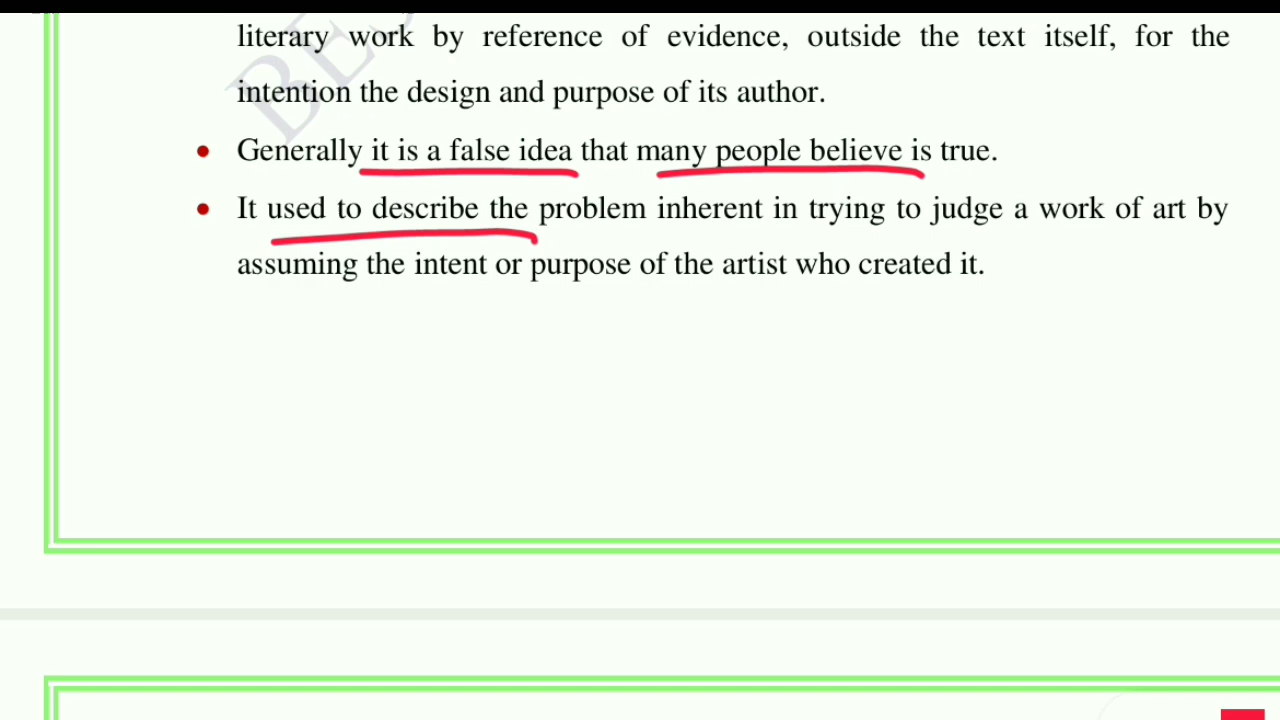 literary work by reference of evidence, outside the text itself, for the
intention the design and purpose of its author.
• Generally it is a false idea that many people believe is true.
• It used to describe the problem inherent in trying to judge a work of art by
assuming the intent or purpose of the artist who created it.